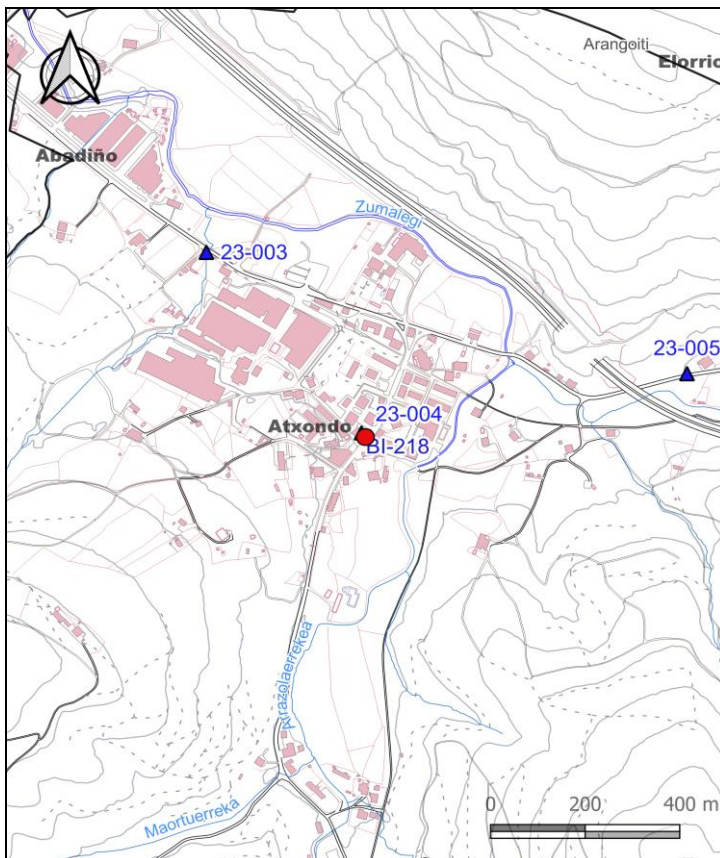 Arangoiti
Elorrio
Abadiño
Zumalegi
23-003
23-005
23-004
Atxondo
BI-218
Arrazolaerrekea
Maortuerreka
0 200 400 m